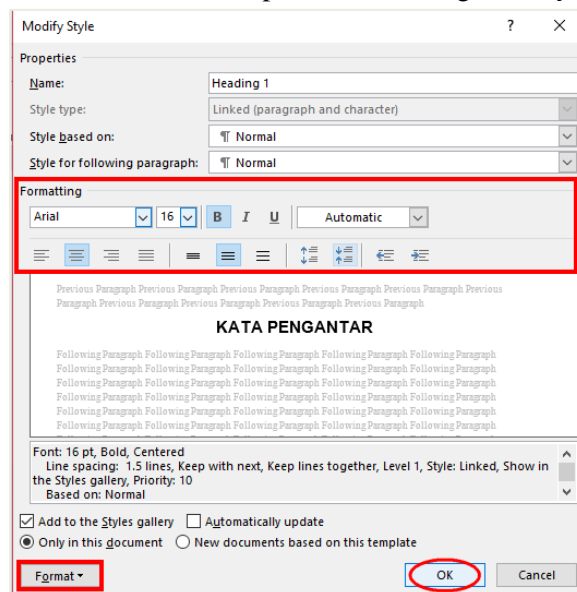 Modify Style ? ×
Properties
Name: Heading 1
Style type: Linked (paragraph and character)
Style based on: ¶ Normal
Style for following paragraph: ¶ Normal
Formatting
Arial 16 B I U Automatic
Previous Paragraph Previous Paragraph Previous Paragraph Previous Paragraph Previous Paragraph Previous
Paragraph Previous Paragraph Previous Paragraph Previous Paragraph Previous Paragraph
KATA PENGANTAR
Following Paragraph Following Paragraph Following Paragraph Following Paragraph Following Paragraph
Following Paragraph Following Paragraph Following Paragraph Following Paragraph Following Paragraph
Following Paragraph Following Paragraph Following Paragraph Following Paragraph Following Paragraph
Following Paragraph Following Paragraph Following Paragraph Following Paragraph Following Paragraph
Following Paragraph Following Paragraph Following Paragraph Following Paragraph Following Paragraph
Following Paragraph Following Paragraph Following Paragraph Following Paragraph Following Paragraph
Font: 16 pt, Bold, Centered
Line spacing: 1.5 lines, Keep with next, Keep lines together, Level 1, Style: Linked, Show in
the Styles gallery, Priority: 10
Based on: Normal
Add to the Styles gallery Automatically update
Only in this document New documents based on this template
Format OK Cancel